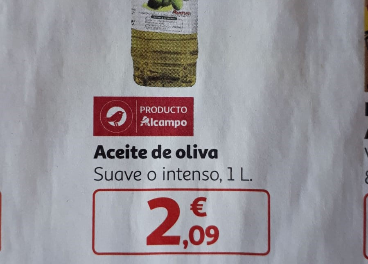 PRODUCTO
Alcampo
Aceite de oliva
Suave o intenso, 1 L.
2,09 €